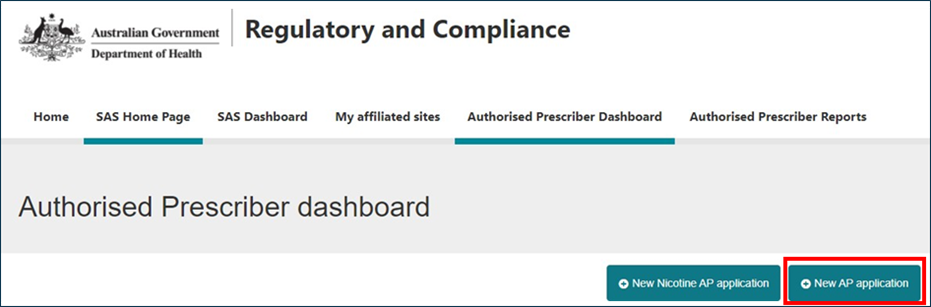 Australian Government
Department of Health
Regulatory and Compliance
Home SAS Home Page SAS Dashboard My affiliated sites Authorised Prescriber Dashboard Authorised Prescriber Reports
Authorised Prescriber dashboard
New Nicotine AP application New AP application